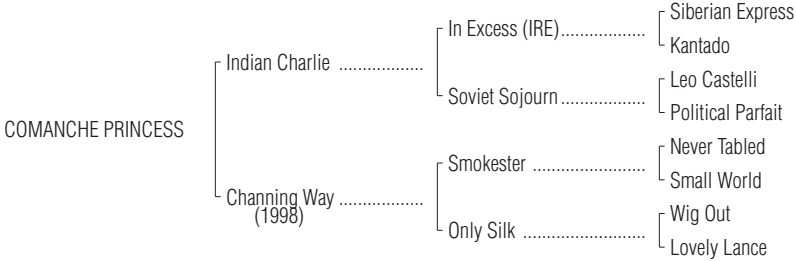 Siberian Express
In Excess (IRE)....................
Kantado
Indian Charlie ..................
Leo Castelli
Soviet Sojourn....................
Political Parfait
COMANCHE PRINCESS
Never Tabled
Smokester ..........................
Small World
Channing Way ..................
(1998)
Wig Out
Only Silk ............................
Lovely Lance